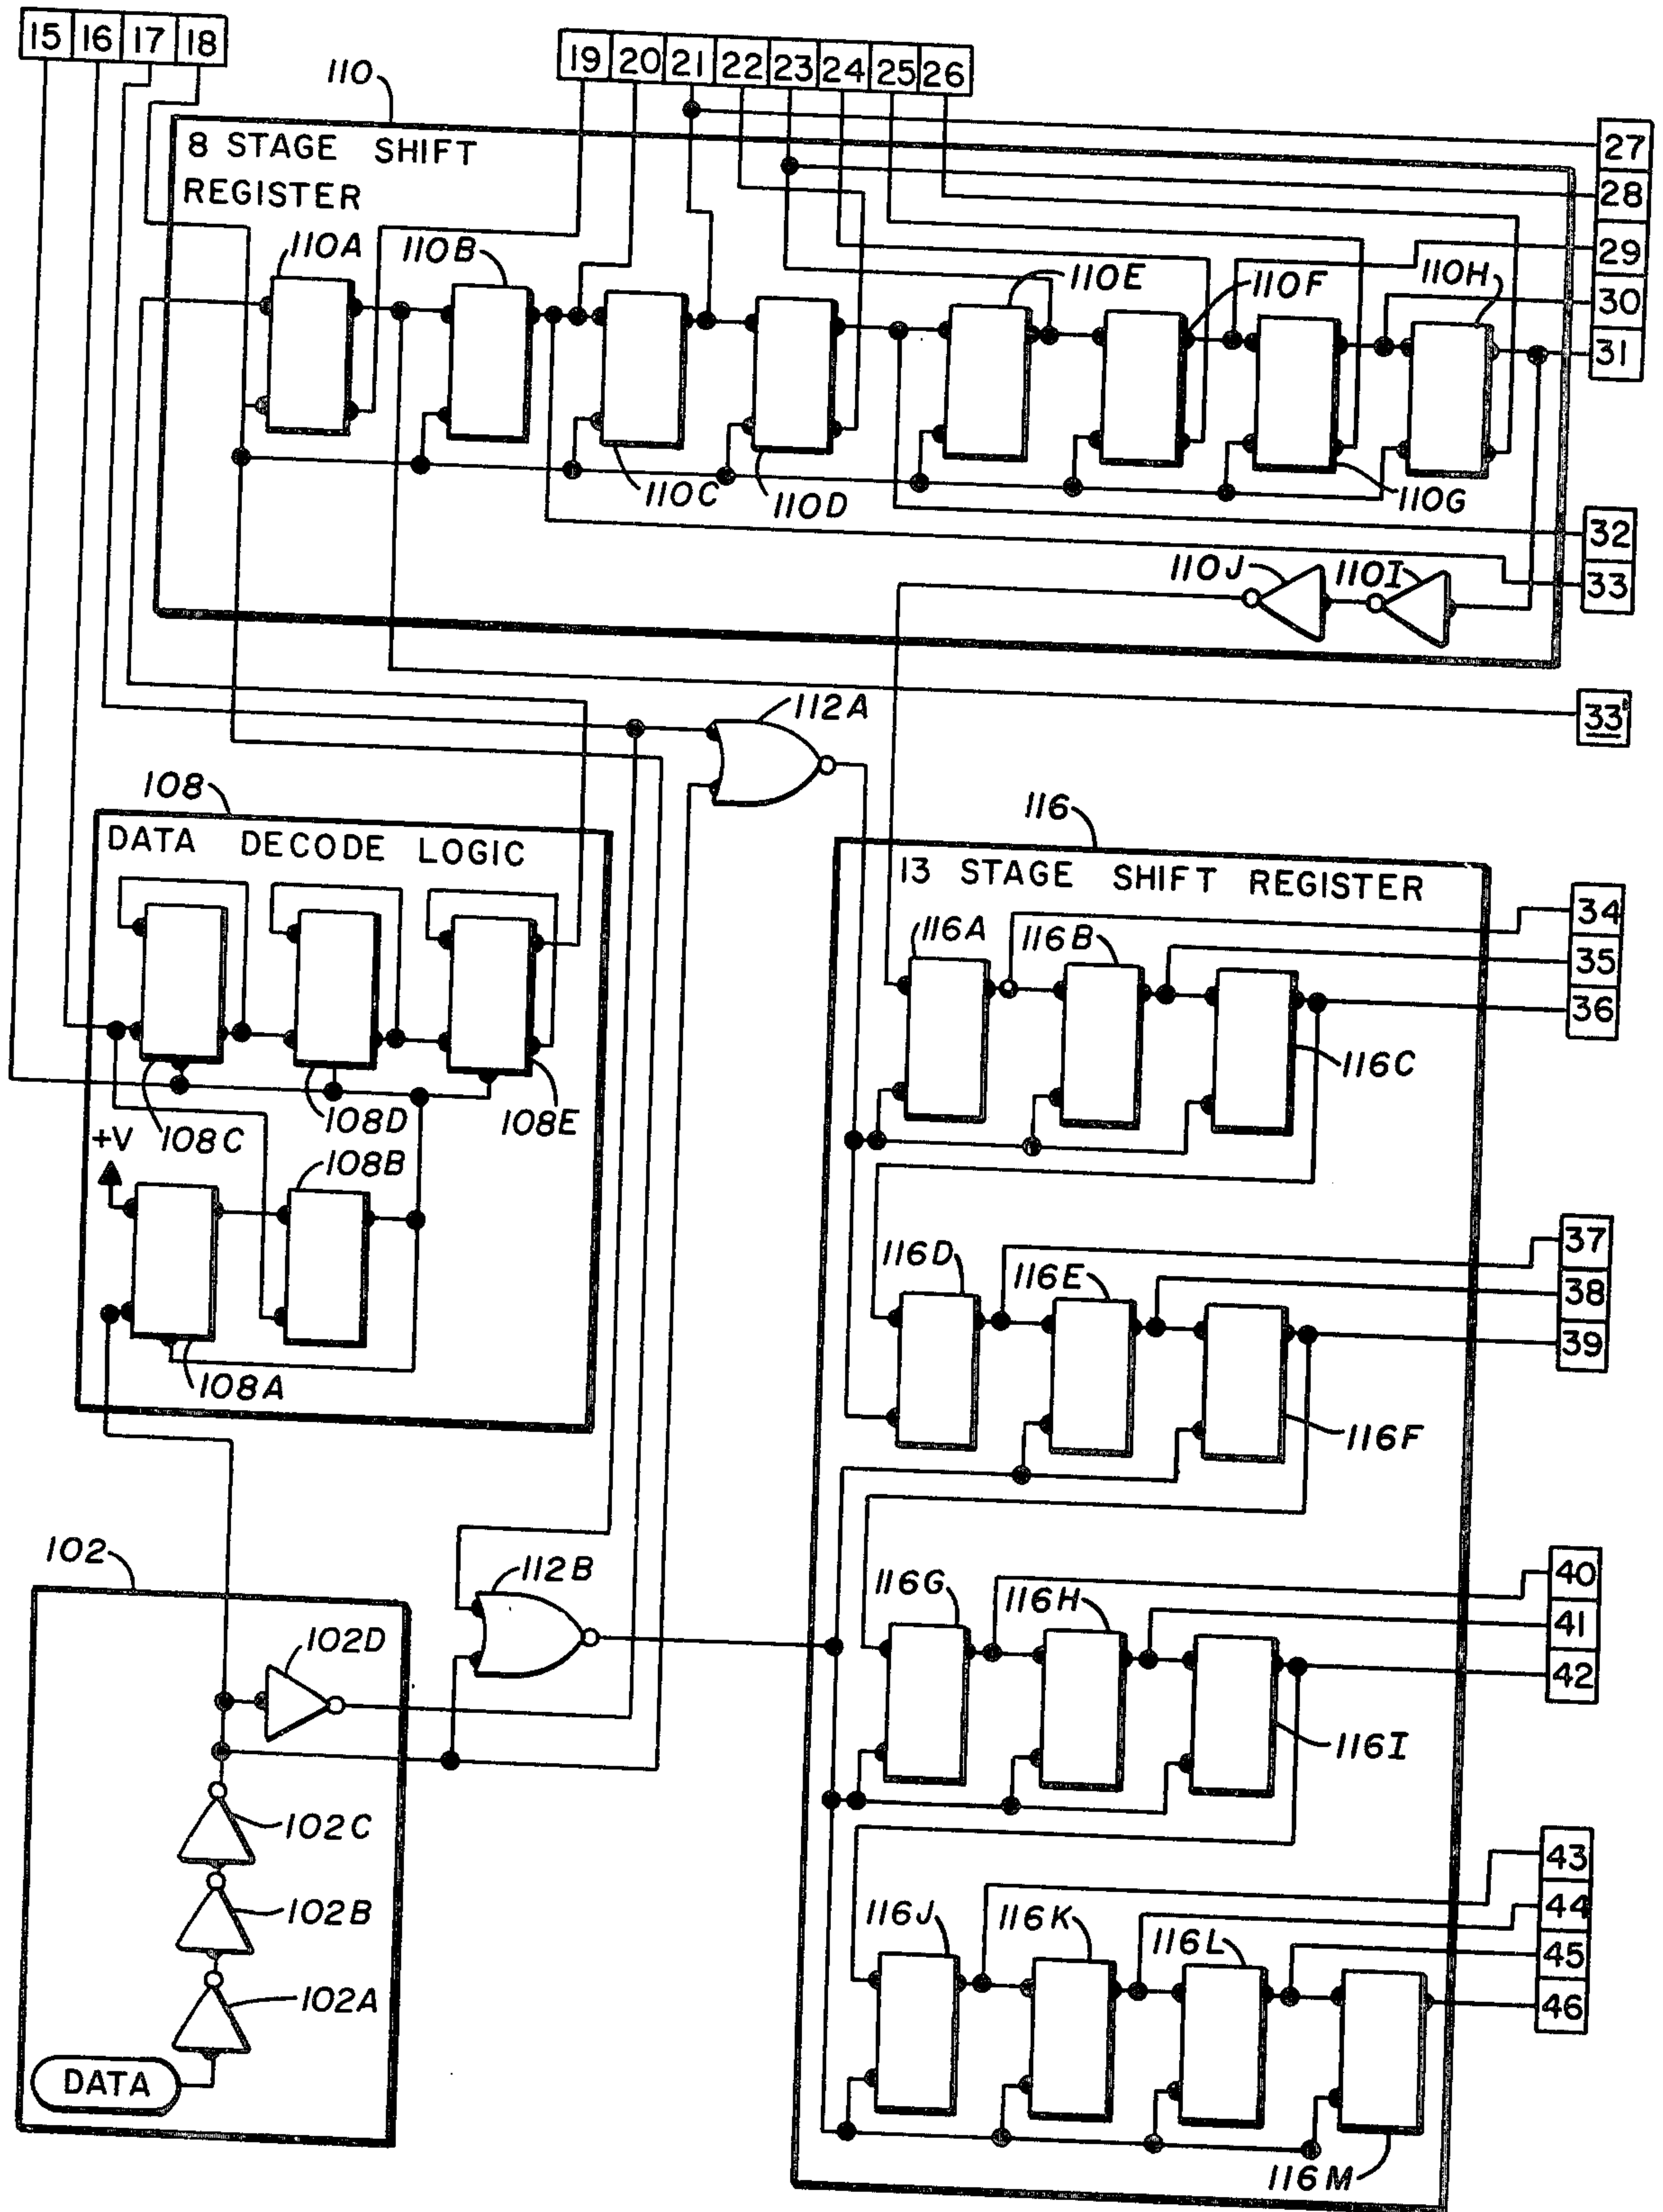 15 16 17 18
19 20 21 22 23 24 25 26
110
8 STAGE SHIFT
REGISTER
27
28
29
30
31
110A
110B
110C
110D
110E
110F
110G
110H
32
33
110J
110I
33'
112A
108
DATA DECODE LOGIC
108C
108D
108E
+V
108B
108A
116
13 STAGE SHIFT REGISTER
116A
116B
116C
34
35
36
116D
116E
116F
37
38
39
102
112B
102D
102C
102B
102A
DATA
116G
116H
116I
40
41
42
116J
116K
116L
116M
43
44
45
46